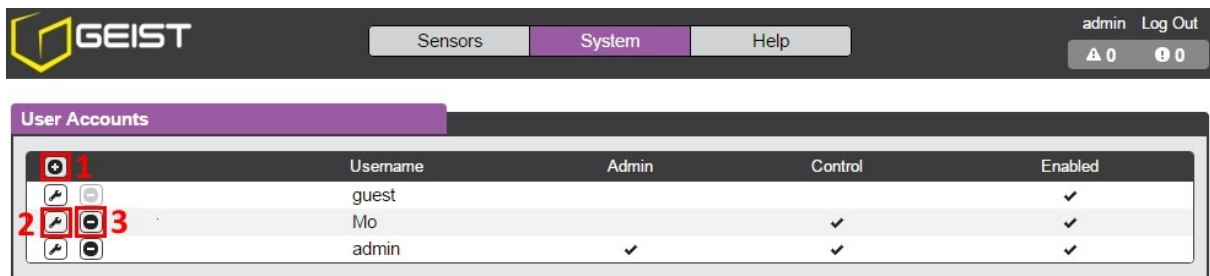 GEIST
Sensors System Help
admin Log Out
0 0
User Accounts
1 Username Admin Control Enabled
guest
2 3 Mo
admin